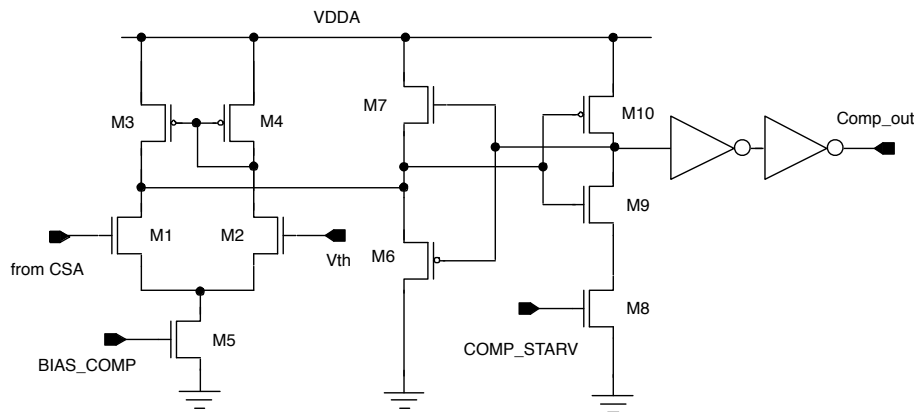 VDDA
M3
M4
M7
M10
Comp_out
M1
M2
M6
M9
from CSA
Vth
M5
M8
BIAS_COMP
COMP_STARV